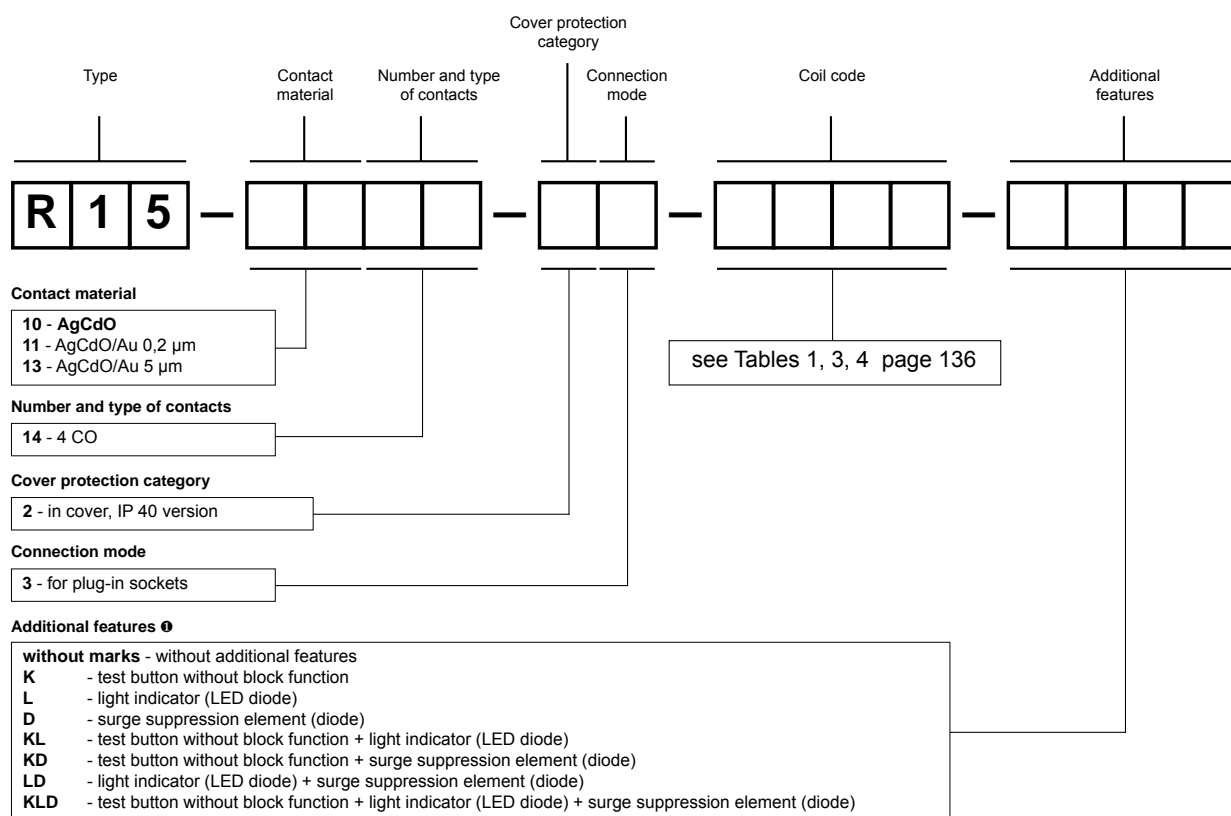 Cover protection
category
Type
Contact
material
Number and type
of contacts
Connection
mode
Coil code
Additional
features
R 1 5 – – – –
Contact material
10 - AgCdO
11 - AgCdO/Au 0,2 µm
13 - AgCdO/Au 5 µm
see Tables 1, 3, 4 page 136
Number and type of contacts
14 - 4 CO
Cover protection category
2 - in cover, IP 40 version
Connection mode
3 - for plug-in sockets
Additional features ❶
without marks - without additional features
K - test button without block function
L - light indicator (LED diode)
D - surge suppression element (diode)
KL - test button without block function + light indicator (LED diode)
KD - test button without block function + surge suppression element (diode)
LD - light indicator (LED diode) + surge suppression element (diode)
KLD - test button without block function + light indicator (LED diode) + surge suppression element (diode)